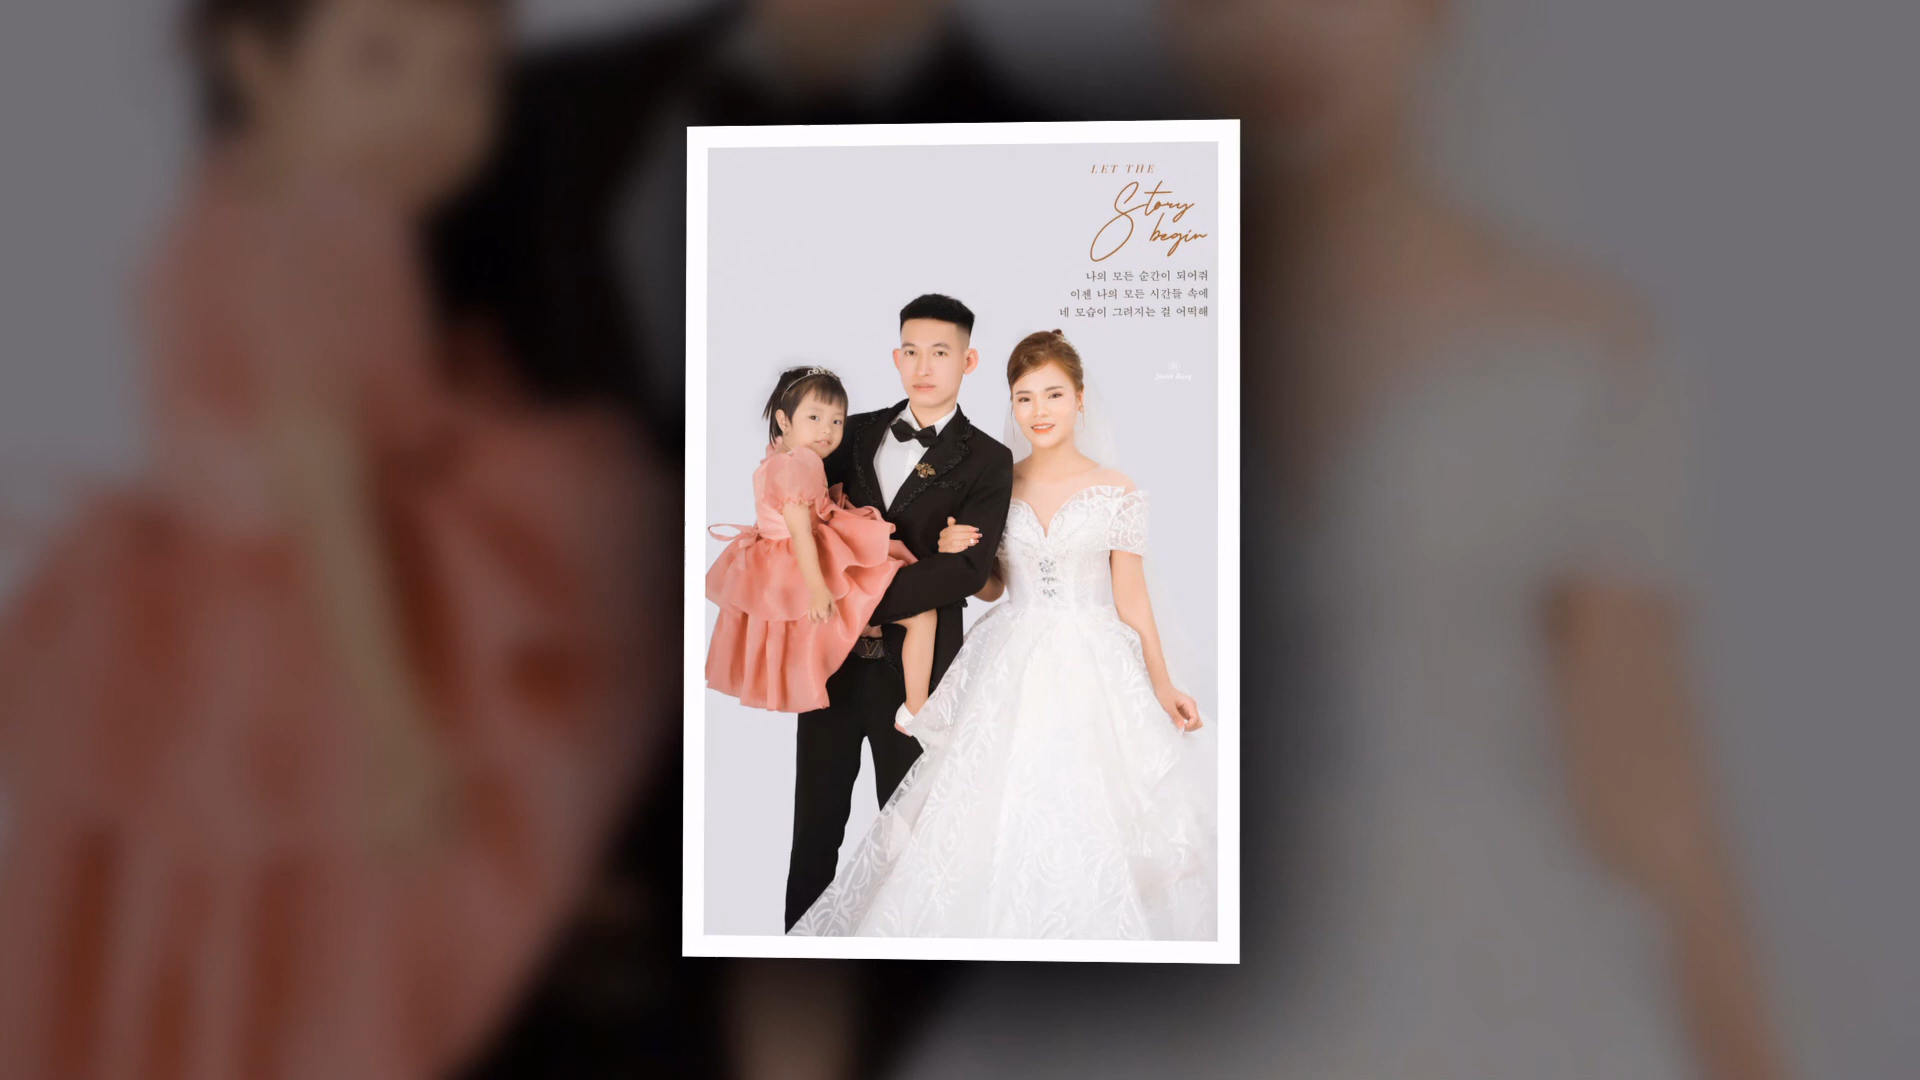 LET THE
Story
begin
나의 모든 순간이 되어줘
이젠 나의 모든 시간들 속에
네 모습이 그려지는 걸 어떡해